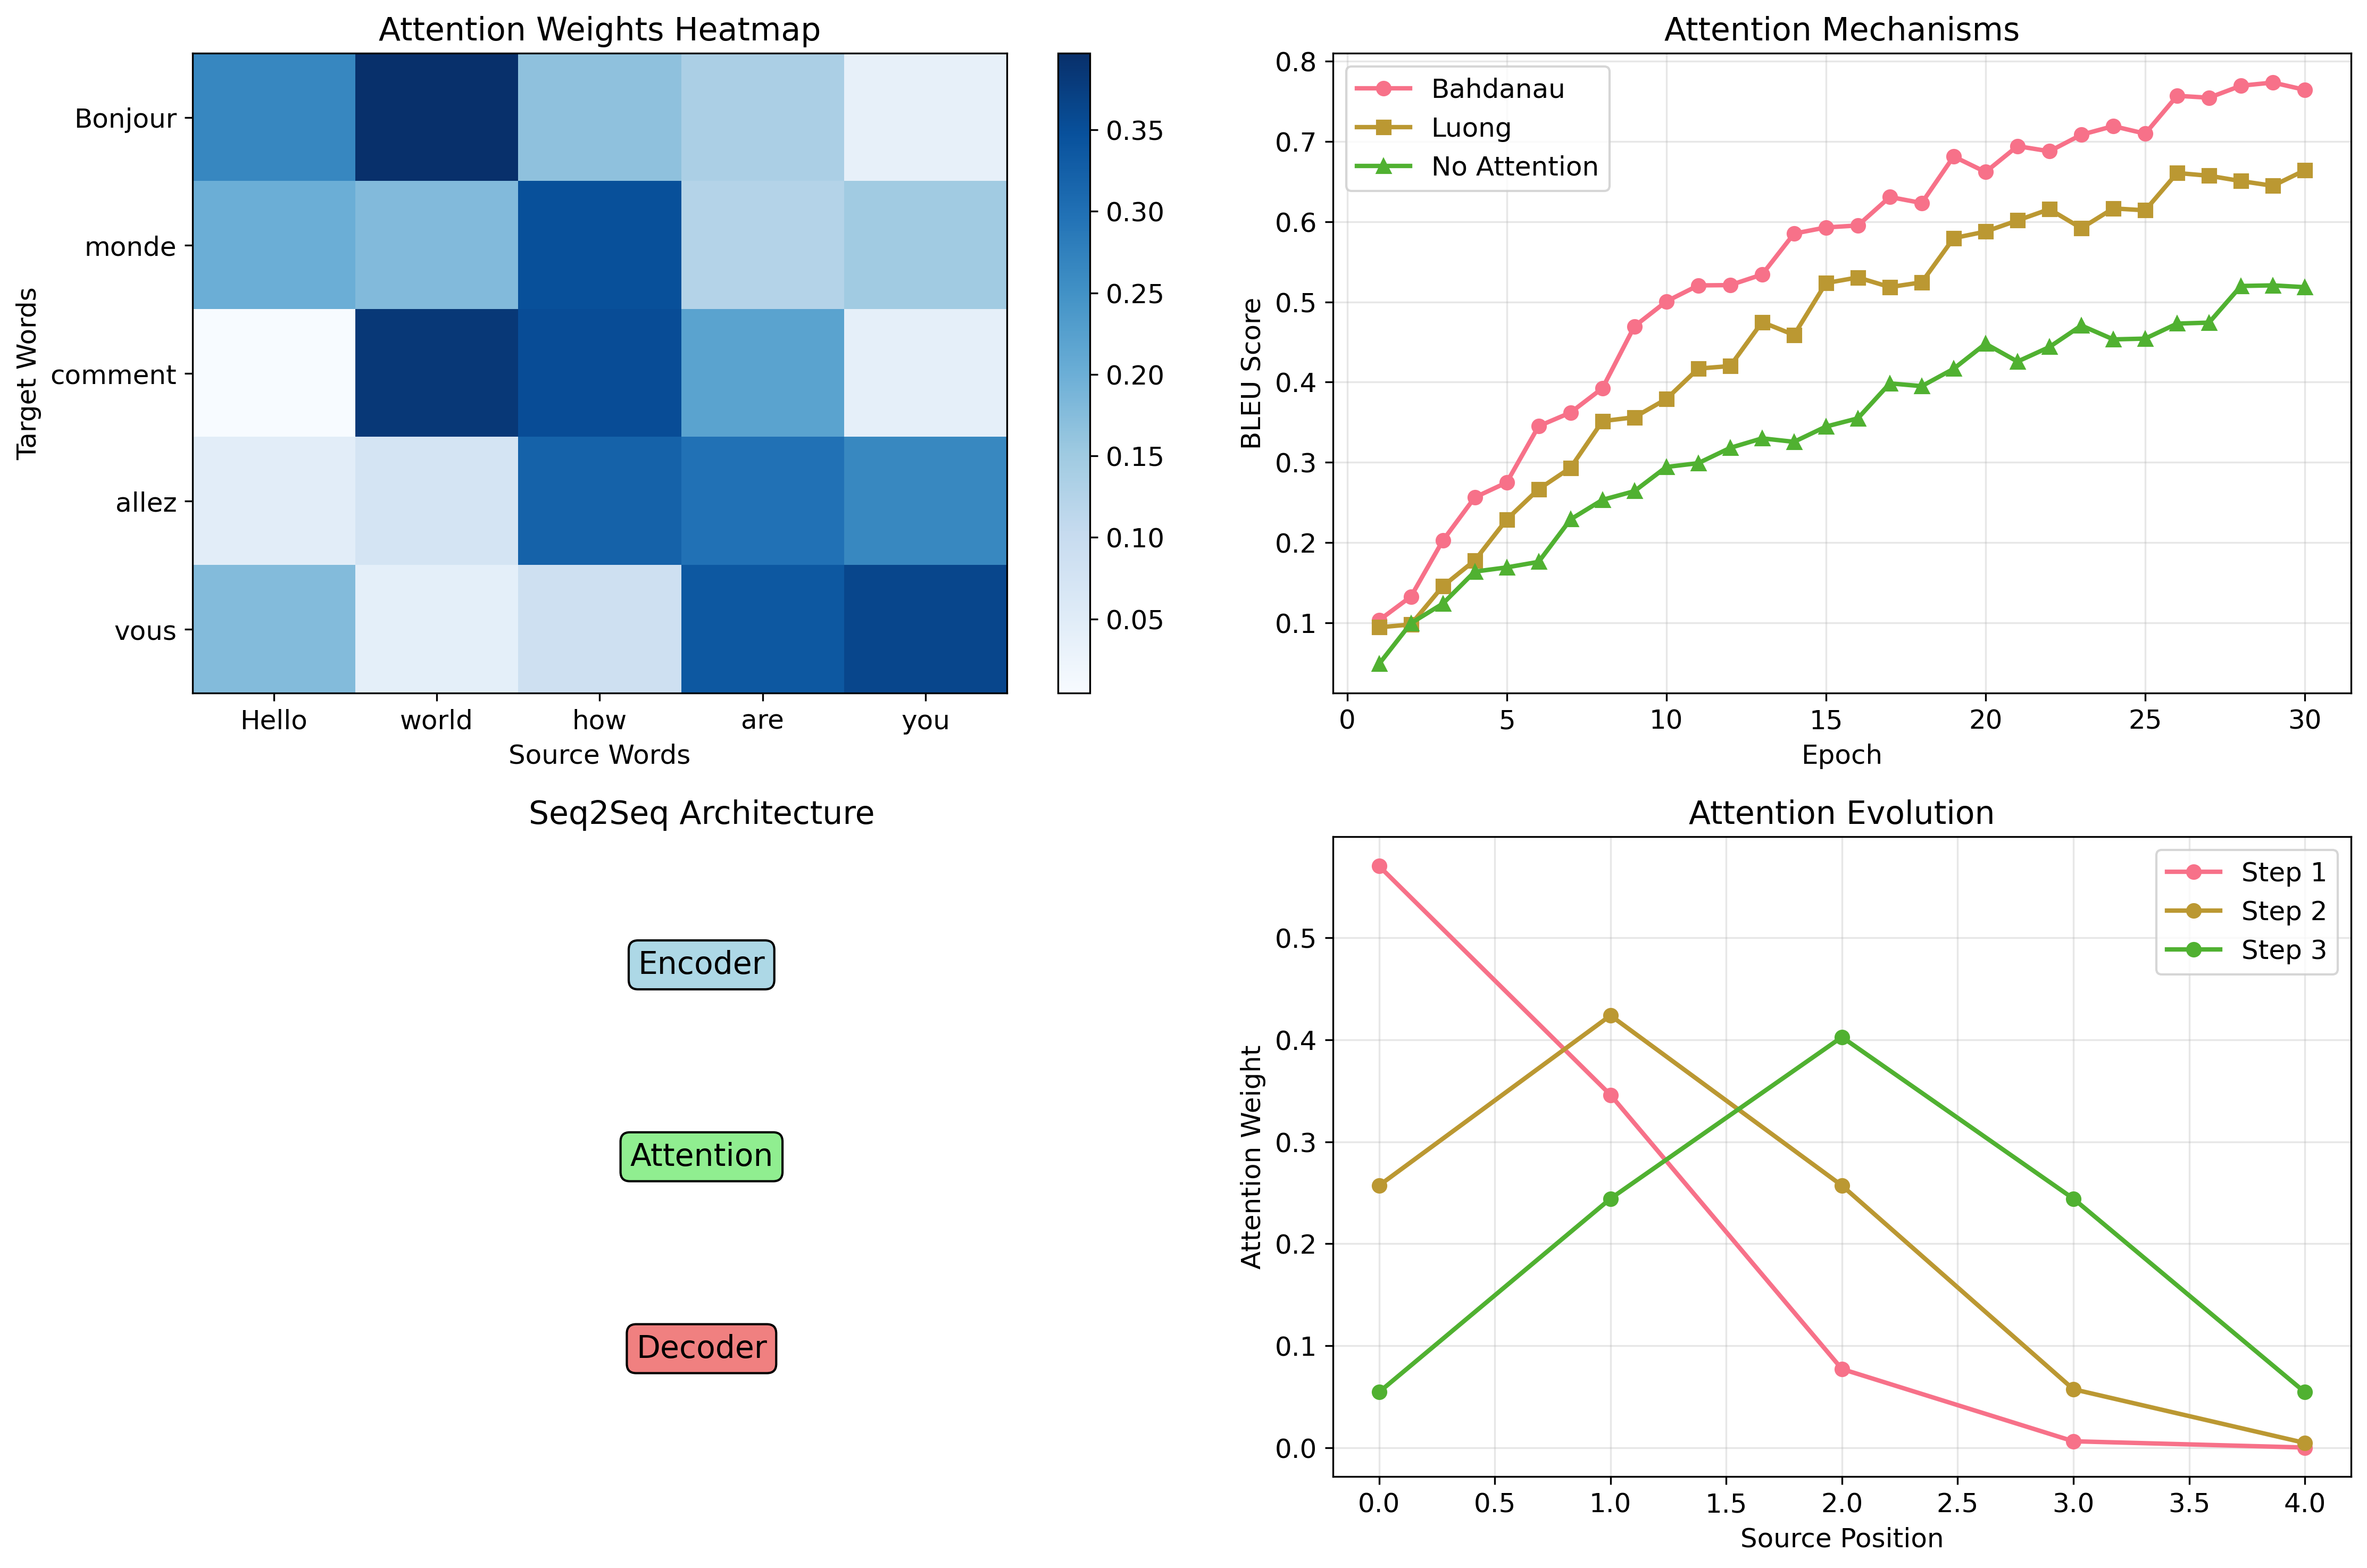 Attention Weights Heatmap
Target Words
Bonjour
monde
comment
allez
vous
Hello world how are you
Source Words
0.35
0.30
0.25
0.20
0.15
0.10
0.05
Attention Mechanisms
BLEU Score
0.8
0.7
0.6
0.5
0.4
0.3
0.2
0.1
Bahdanau
Luong
No Attention
0 5 10 15 20 25 30
Epoch
Seq2Seq Architecture
Encoder
Attention
Decoder
Attention Evolution
Attention Weight
0.5
0.4
0.3
0.2
0.1
0.0
Step 1
Step 2
Step 3
0.0 0.5 1.0 1.5 2.0 2.5 3.0 3.5 4.0
Source Position